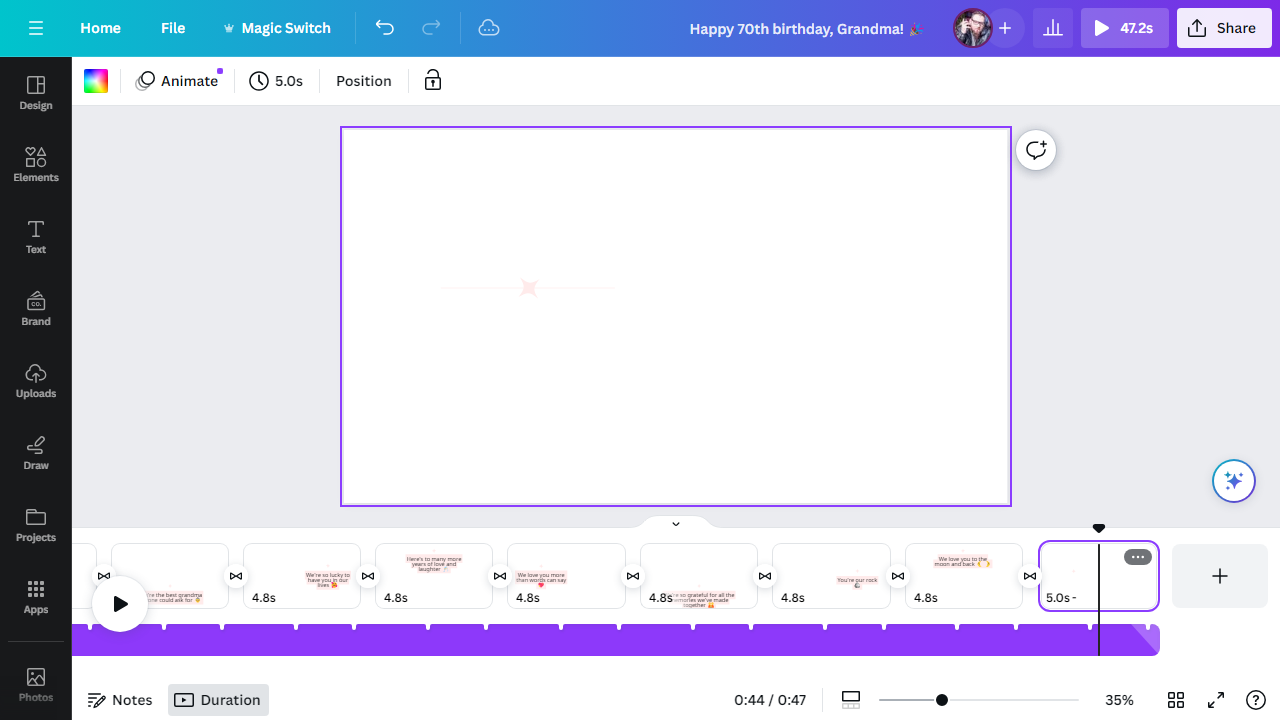 Home
File
Magic Switch
Happy 70th birthday, Grandma! 🎉
47.2s
Share
Design
Elements
Text
Brand
CO.
Uploads
Draw
Projects
Apps
Photos
Animate
5.0s
Position
're the best grandma
one could ask for
4.8s
We're so lucky to
have you in our
lives
4.8s
Here's to many more
years of love and
laughter
4.8s
We love you more
than words can say
❤️
4.8s
're so grateful for all the
memories we've made
together
4.8s
You're our rock
4.8s
We love you to the
moon and back
5.0s -
Notes
Duration
0:44 / 0:47
35%